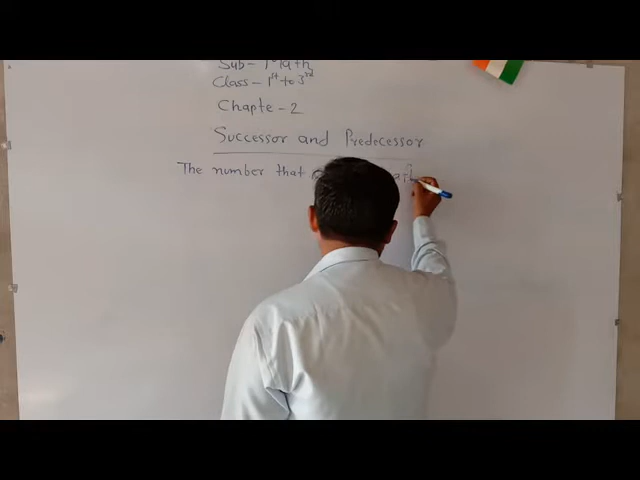 Sub - Math
Class - 1st to 3rd
Chapte - 2
Successor and Predecessor
The number that